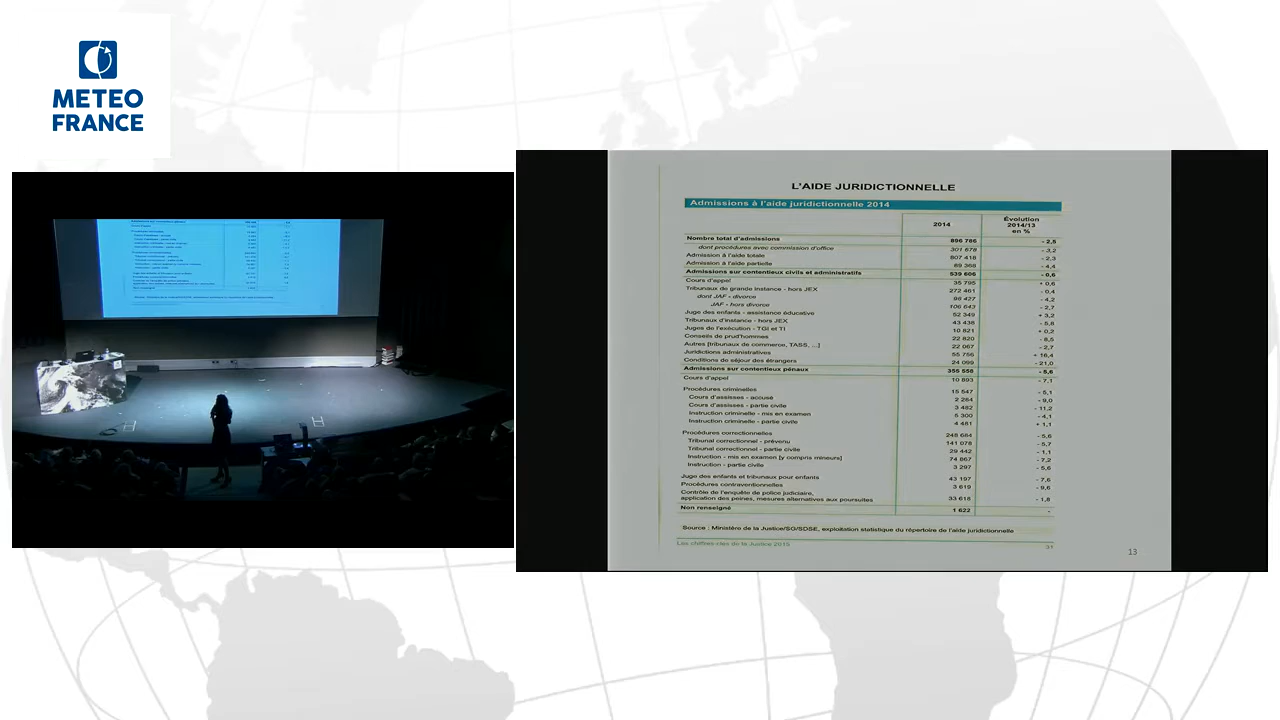 METEO
FRANCE
L'AIDE JURIDICTIONNELLE
Admissions à l'aide juridictionnelle 2014
2014 Évolution 2014/13 en %
Nombre total d'admissions 896 786 - 2,5
dont procédures avec commission d'office 301 678 - 3,2
Admission à l'aide totale 807 418 - 2,3
Admission à l'aide partielle 89 368 - 4,4
Admissions sur contentieux civils et administratifs 539 606 - 0,6
Cours d'appel 35 795 + 0,6
Tribunaux de grande instance - hors JEX 272 461 - 0,4
dont JAF - divorce 98 427 - 4,2
JAF - hors divorce 106 643 - 2,7
Juge des enfants - assistance éducative 52 349 + 3,2
Tribunaux d'instance - hors JEX 43 436 - 5,8
Juges de l'exécution - TGI et TI 10 821 + 0,2
Conseils de prud'hommes 22 820 - 8,5
Autres [tribunaux de commerce, TASS, ...] 22 067 - 2,7
Juridictions administratives 55 756 + 16,4
Conditions de séjour des étrangers 24 099 - 21,0
Admissions sur contentieux pénaux 355 558 - 5,6
Cours d'appel 10 893 - 7,1
Procédures criminelles 15 547 - 5,1
Cours d'assises - accusé 2 284 - 9,0
Cours d'assises - partie civile 3 482 - 11,2
Instruction criminelle - mis en examen 5 300 - 4,1
Instruction criminelle - partie civile 4 481 + 1,1
Procédures correctionnelles 248 684 - 5,6
Tribunal correctionnel - prévenu 141 078 - 5,7
Tribunal correctionnel - partie civile 29 442 - 1,1
Instruction - mis en examen [y compris mineurs] 74 867 - 7,2
Instruction - partie civile 3 297 - 5,6
Juge des enfants et tribunaux pour enfants 43 197 - 7,6
Procédures contraventionnelles 3 619 - 9,6
Contrôle de l'enquête de police judiciaire,
application des peines, mesures alternatives aux poursuites 33 618 - 1,8
Non renseigné 1 622 -
Source : Ministère de la Justice/SG/SDSE, exploitation statistique du répertoire de l'aide juridictionnelle
Les chiffres-clés de la Justice 2015 31
13